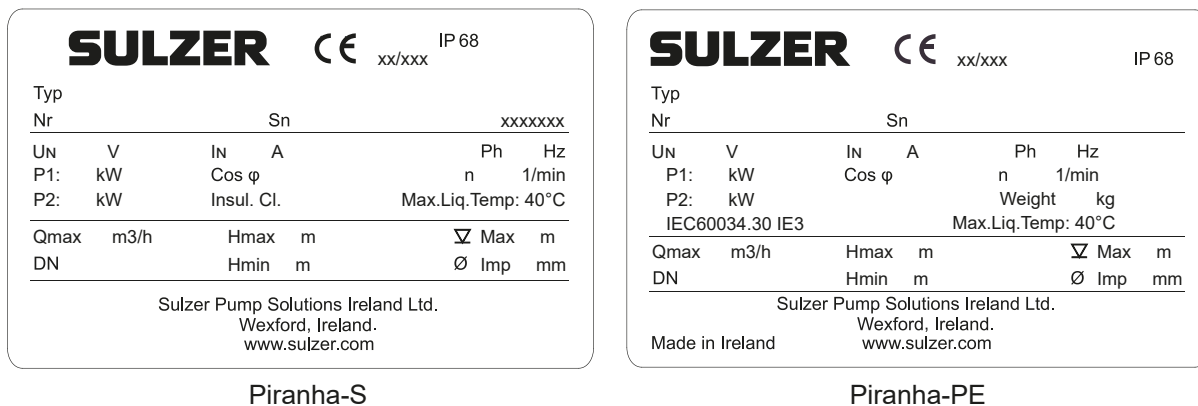 SULZER CE xx/xxx IP 68
Typ
Nr Sn xxxxxxx
UN V IN A Ph Hz
P1: kW Cos φ n 1/min
P2: kW Insul. Cl. Max.Liq.Temp: 40°C
Qmax m3/h Hmax m Max m
DN Hmin m Ø Imp mm
Sulzer Pump Solutions Ireland Ltd.
Wexford, Ireland.
www.sulzer.com
Piranha-S
SULZER CE xx/xxx IP 68
Typ
Nr Sn
UN V IN A Ph Hz
P1: kW Cos φ n 1/min
P2: kW Weight kg
IEC60034.30 IE3 Max.Liq.Temp: 40°C
Qmax m3/h Hmax m Max m
DN Hmin m Ø Imp mm
Sulzer Pump Solutions Ireland Ltd.
Wexford, Ireland.
Made in Ireland www.sulzer.com
Piranha-PE